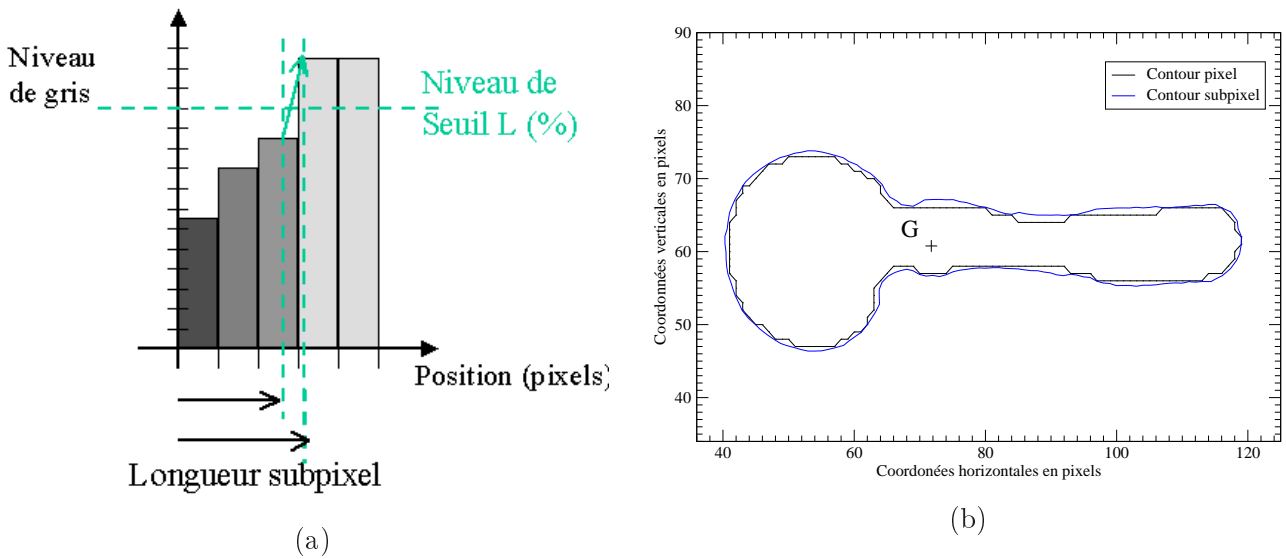 Niveau
de gris
Niveau de
Seuil L (%)
Position (pixels)
Longueur subpixel
(a)
90
80
70
60
50
40
Coordonnées verticales en pixels
Contour pixel
Contour subpixel
G
40
60
80
100
120
Coordonées horizontales en pixels
(b)